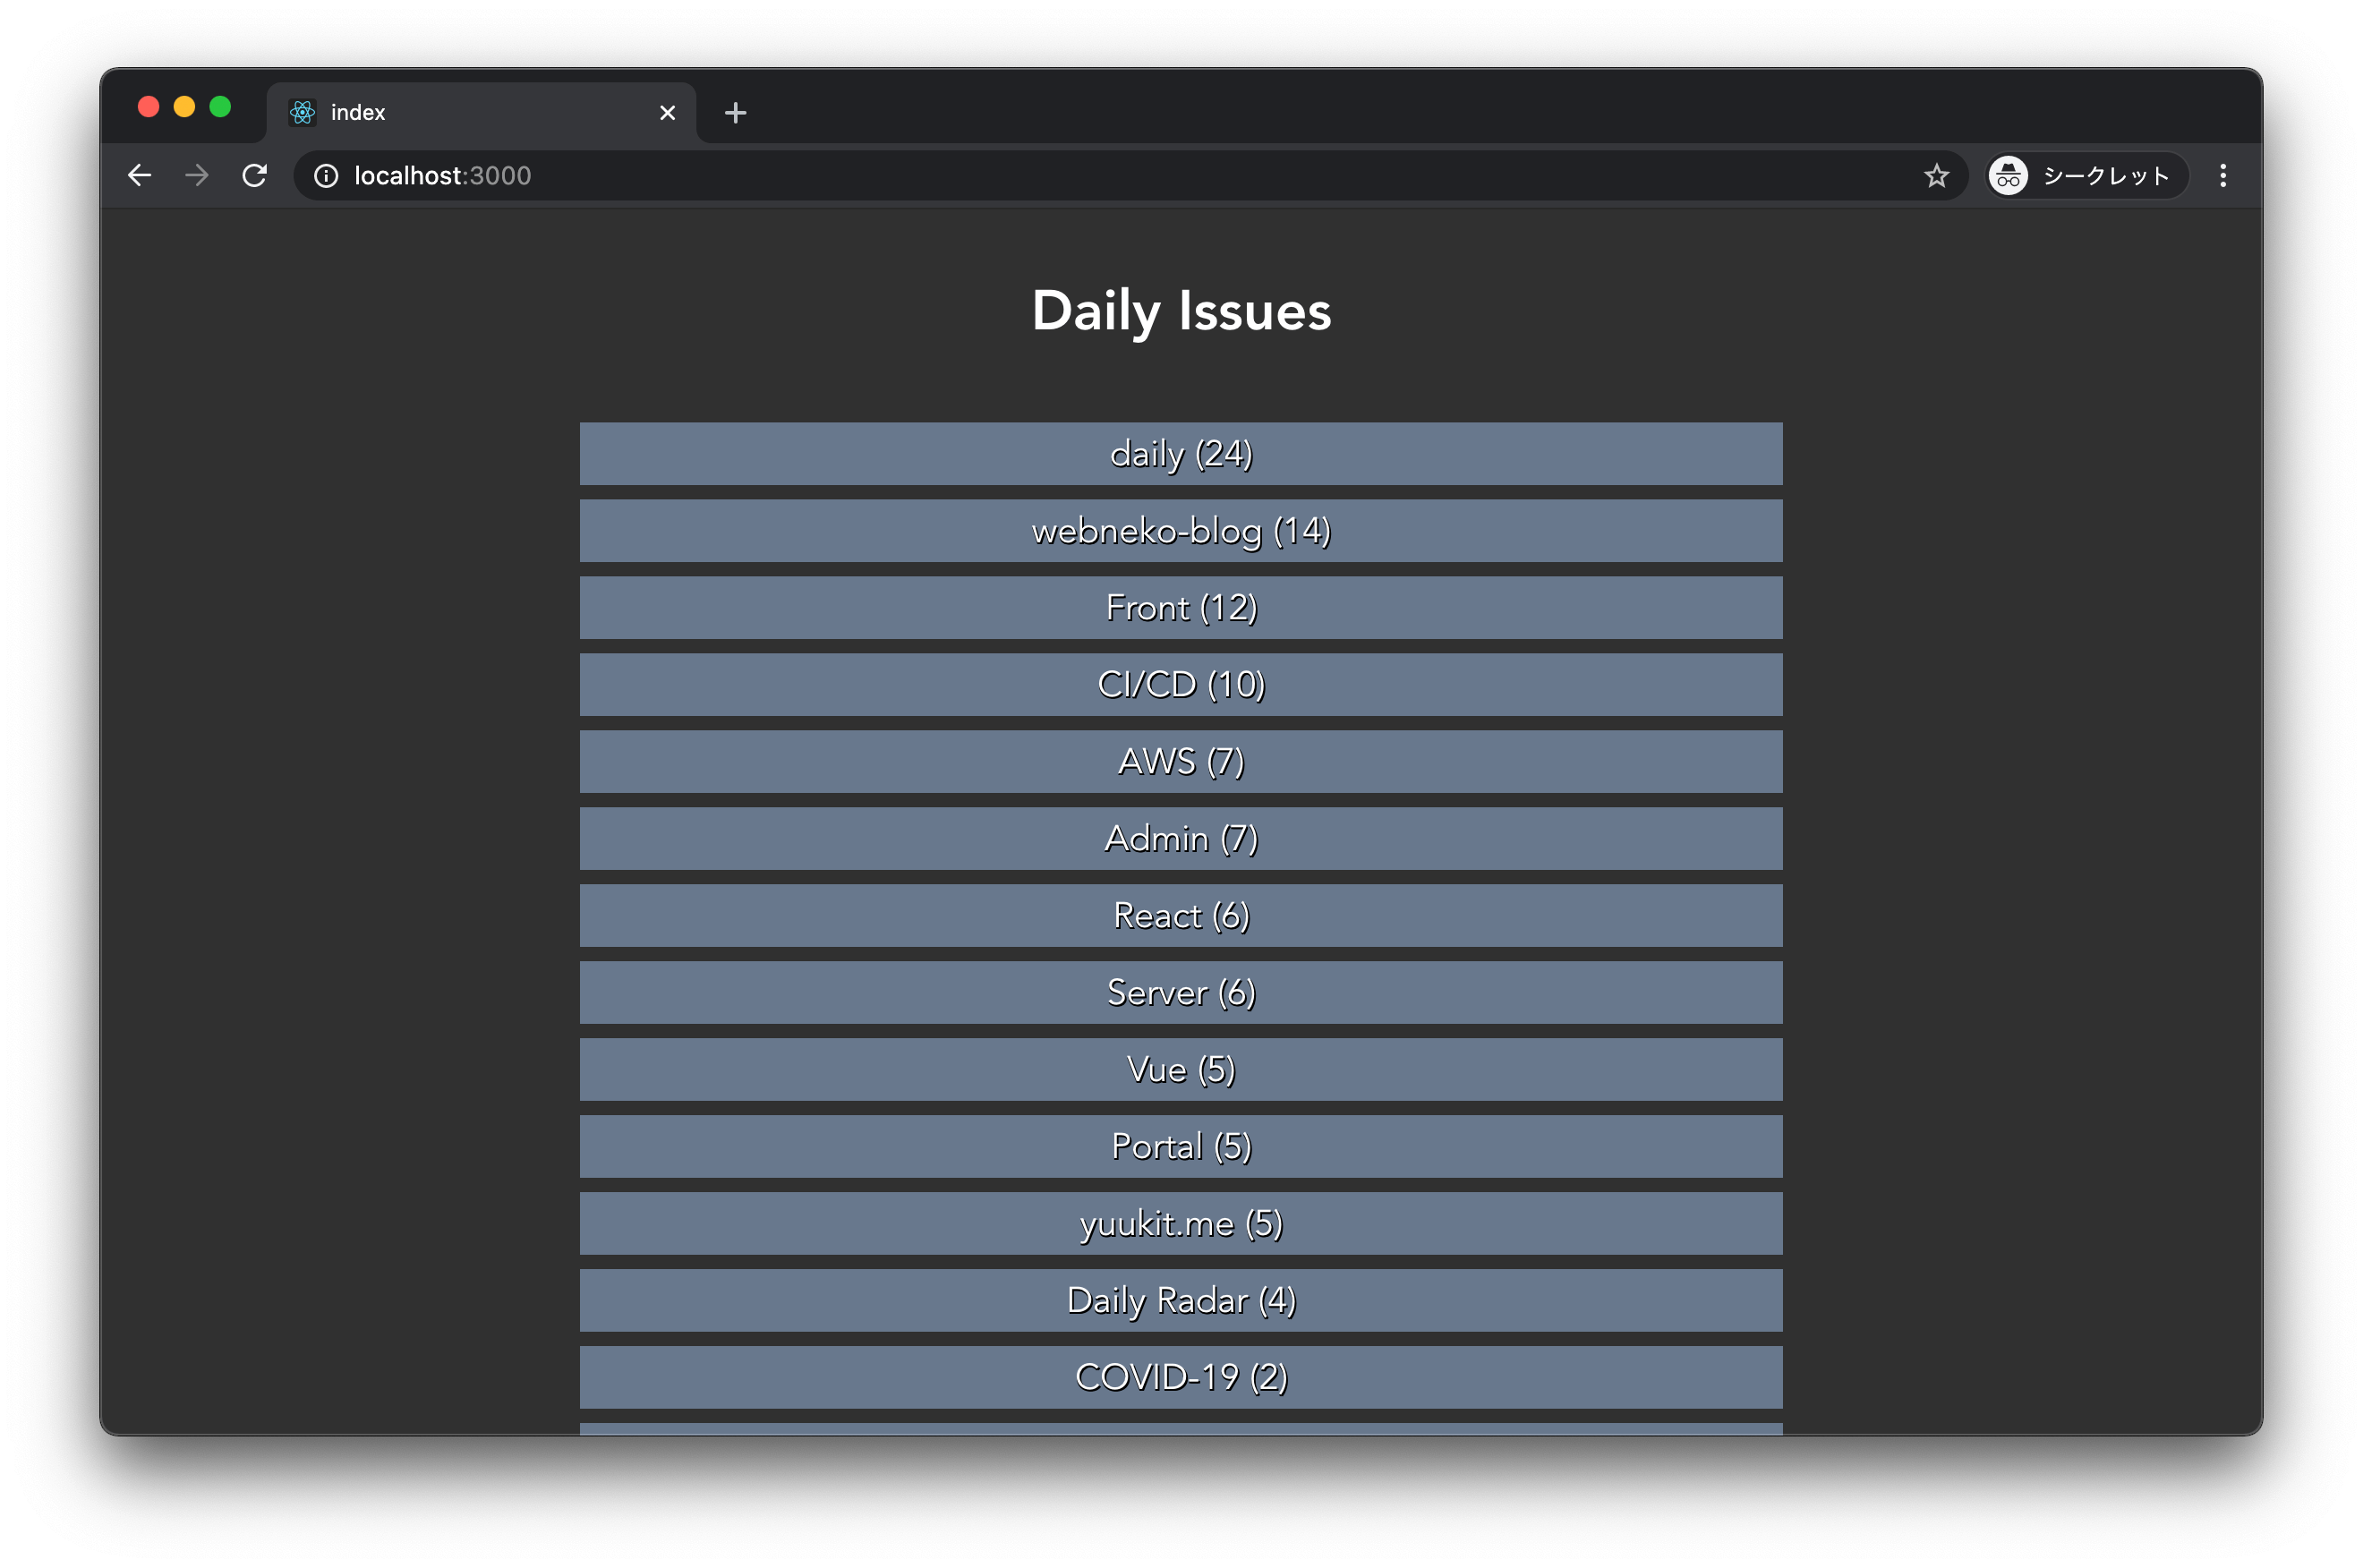 index
localhost:3000
シークレット
Daily Issues
daily (24)
webneko-blog (14)
Front (12)
CI/CD (10)
AWS (7)
Admin (7)
React (6)
Server (6)
Vue (5)
Portal (5)
yuukit.me (5)
Daily Radar (4)
COVID-19 (2)